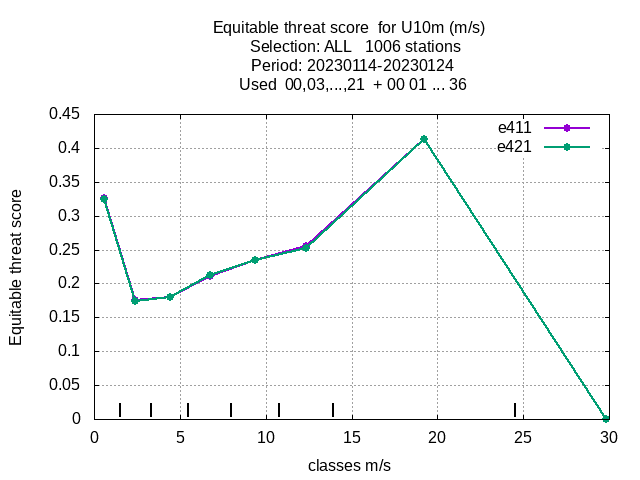 Equitable threat score  for U10m (m/s)
Selection: ALL   1006 stations
Period: 20230114-20230124
Used  00,03,...,21  + 00 01 ... 36
e411
e421
Equitable threat score
0.45
0.4
0.35
0.3
0.25
0.2
0.15
0.1
0.05
0
0 5 10 15 20 25 30
classes m/s